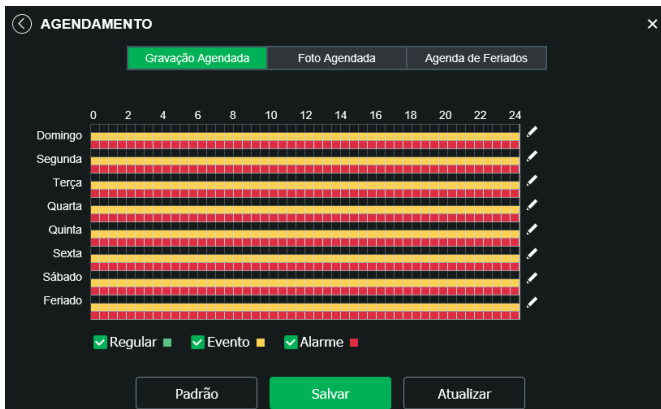 AGENDAMENTO
Gravação Agendada Foto Agendada Agenda de Feriados
0 2 4 6 8 10 12 14 16 18 20 22 24
Domingo
Segunda
Terça
Quarta
Quinta
Sexta
Sábado
Feriado
Regular Evento Alarme
Padrão Salvar Atualizar